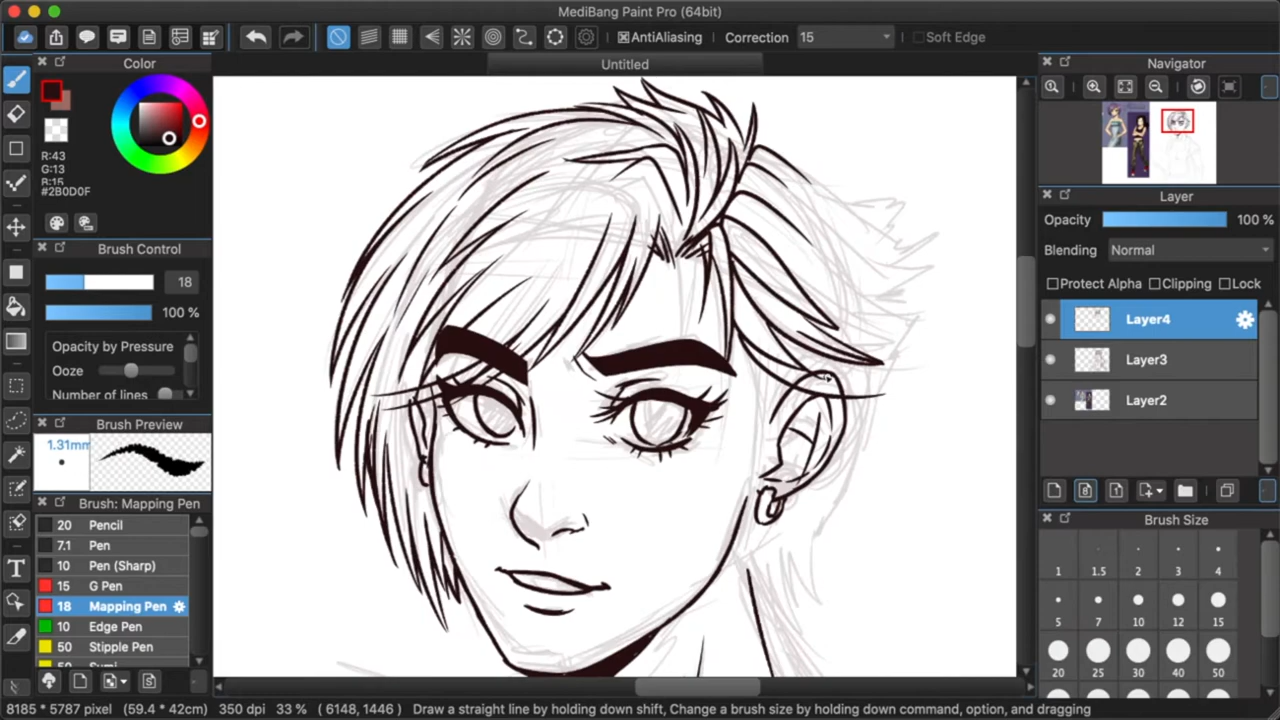 MediBang Paint Pro (64bit)
AntiAliasing
Correction 15
Soft Edge
Color
Untitled
Navigator
R:43
G:13
R:15
#2B0D0F
Brush Control
18
100 %
Opacity by Pressure
Ooze
Number of lines
Brush Preview
1.31mm
Brush: Mapping Pen
20 Pencil
7.1 Pen
10 Pen (Sharp)
15 G Pen
18 Mapping Pen
10 Edge Pen
50 Stipple Pen
50 Sumi
Layer
Opacity 100 %
Blending Normal
Protect Alpha Clipping Lock
Layer4
Layer3
Layer2
Brush Size
1 1.5 2 3 4
5 7 10 12 15
20 25 30 40 50
8185 * 5787 pixel (59.4 * 42cm) 350 dpi 33 % ( 6148, 1446 ) Draw a straight line by holding down shift, Change a brush size by holding down command, option, and dragging